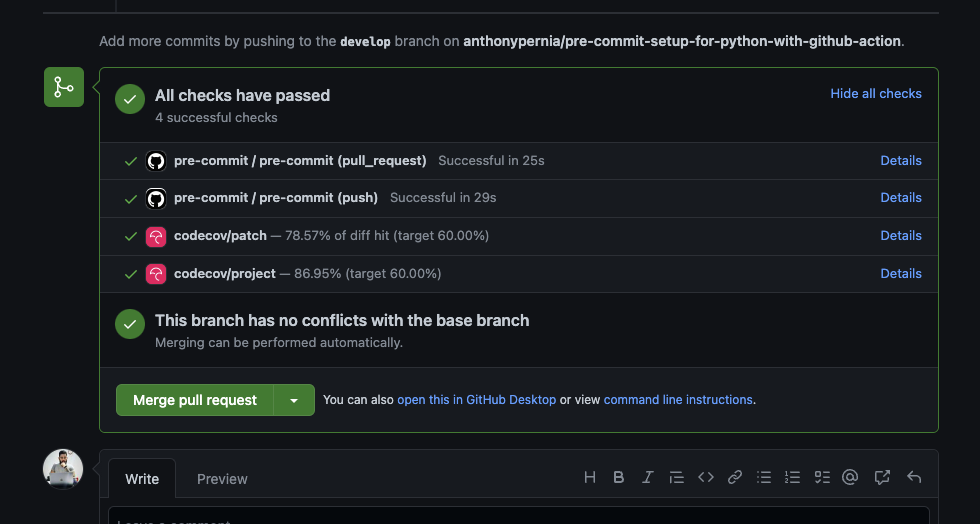 Add more commits by pushing to the develop branch on anthonypernia/pre-commit-setup-for-python-with-github-action.
All checks have passed
Hide all checks
4 successful checks
pre-commit / pre-commit (pull_request) Successful in 25s Details
pre-commit / pre-commit (push) Successful in 29s Details
codecov/patch — 78.57% of diff hit (target 60.00%) Details
codecov/project — 86.95% (target 60.00%) Details
This branch has no conflicts with the base branch
Merging can be performed automatically.
Merge pull request You can also open this in GitHub Desktop or view command line instructions.
Write Preview
Leave a comment